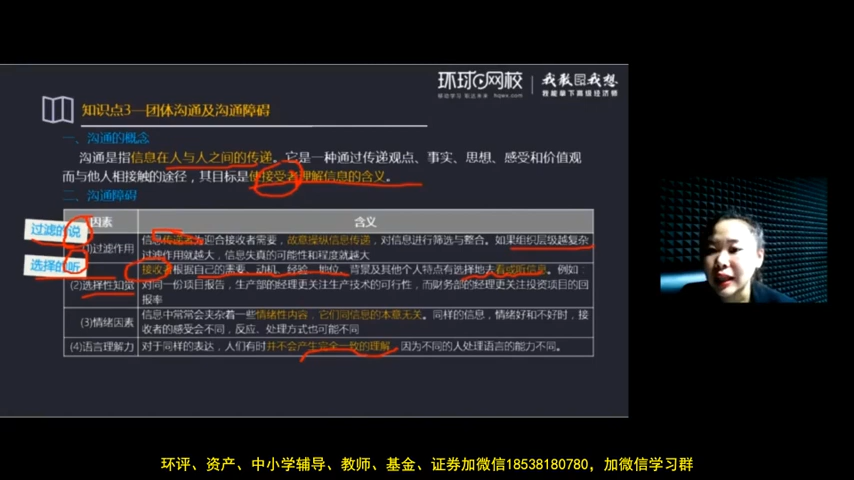 环球网校
我敢我想
hqwx.com
我能拿下高级经济师
知识点3—团体沟通及沟通障碍
一、沟通的概念
沟通是指信息在人与人之间的传递。它是一种通过传递观点、事实、思想、感受和价值观
而与他人相接触的途径，其目标是使接受者理解信息的含义。
二、沟通障碍
因素 含义
过滤的说
(1)过滤作用
信息传递者为迎合接收者需要，故意操纵信息传递，对信息进行筛选与整合。如果组织层级越复杂
过滤作用就越大，信息失真的可能性和程度就越大
选择的听
(2)选择性知觉
接收者根据自己的需要、动机、经验、地位、背景及其他个人特点有选择地去看或听信息。例如：
对同一份项目报告，生产部的经理更关注生产技术的可行性，而财务部的经理更关注投资项目的回
报率
(3)情绪因素
信息中常常会夹杂着一些情绪性内容，它们同信息的本意无关。同样的信息，情绪好和不好时，接
收者的感受会不同，反应、处理方式也可能不同
(4)语言理解力
对于同样的表达，人们有时并不会产生完全一致的理解，因为不同的人处理语言的能力不同。
环评、资产、中小学辅导、教师、基金、证券加微信18538180780，加微信学习群